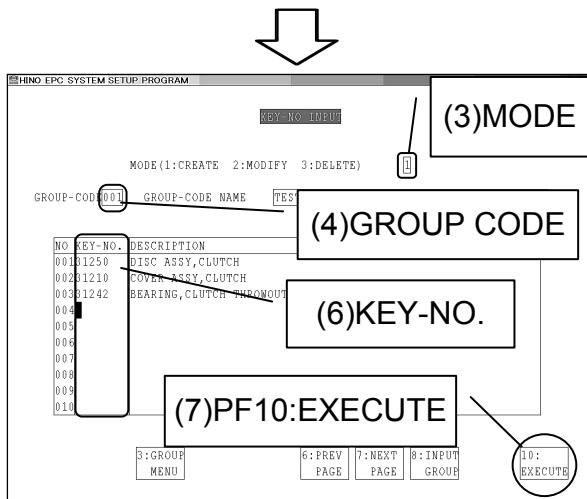 HINO EPC SYSTEM SETUP PROGRAM
KEY-NO INPUT
(3)MODE
MODE(1:CREATE 2:MODIFY 3:DELETE) 1
GROUP-CODE 001 GROUP-CODE NAME TES
(4)GROUP CODE
NO KEY-NO. DESCRIPTION
001 31250 DISC ASSY,CLUTCH
002 31210 COVER ASSY,CLUTCH
003 31242 BEARING,CLUTCH THROWOUT
(6)KEY-NO.
004
005
006
007
008
009
010
(7)PF10:EXECUTE
3:GROUP MENU 6:PREV PAGE 7:NEXT PAGE 8:INPUT GROUP 10: EXECUTE